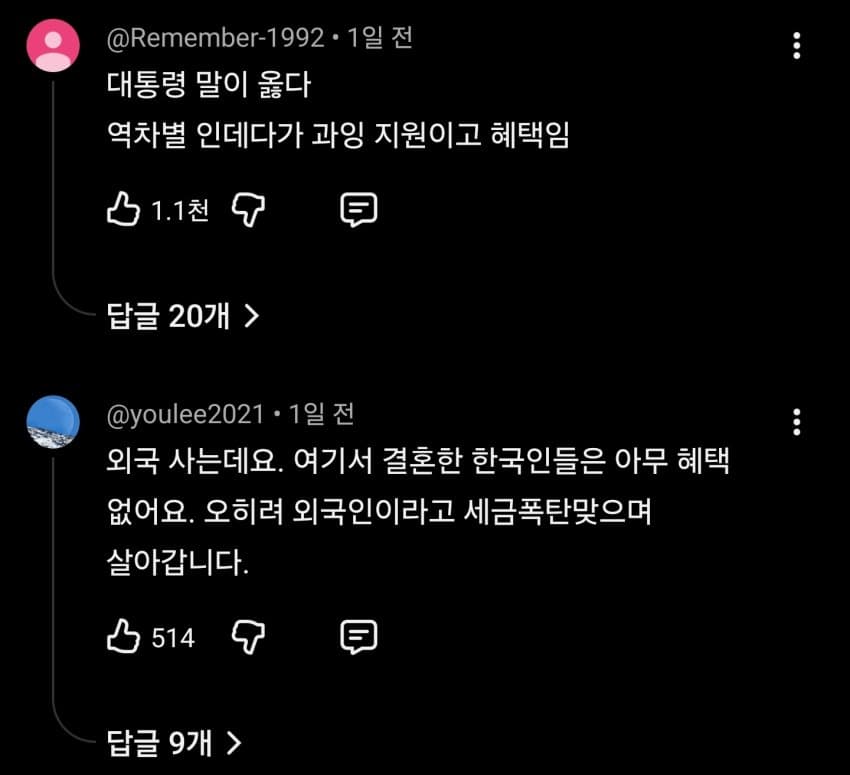 @Remember-1992 • 1일 전
대통령 말이 옳다
역차별 인데다가 과잉 지원이고 혜택임
1.1천
답글 20개 >
@youlee2021 • 1일 전
외국 사는데요. 여기서 결혼한 한국인들은 아무 혜택
없어요. 오히려 외국인이라고 세금폭탄맞으며
살아갑니다.
514
답글 9개 >